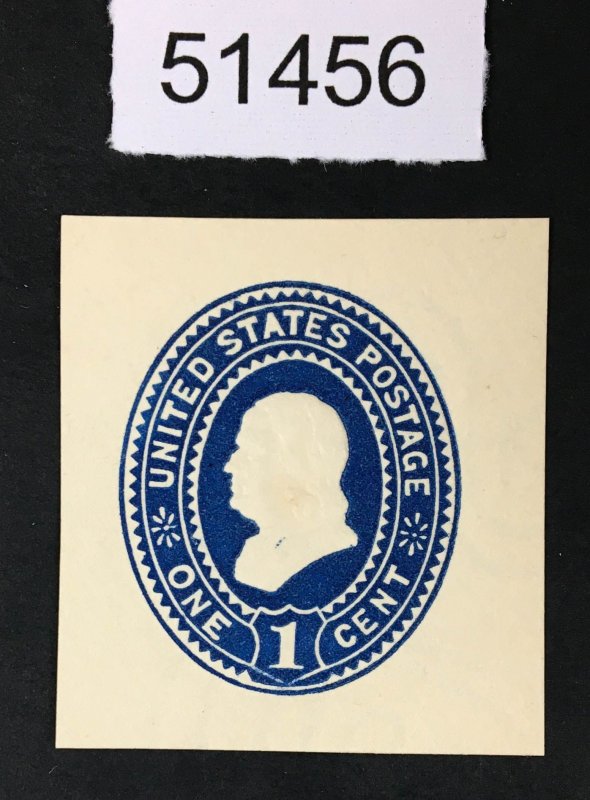 51456
UNITED STATES POSTAGE
ONE 1 CENT